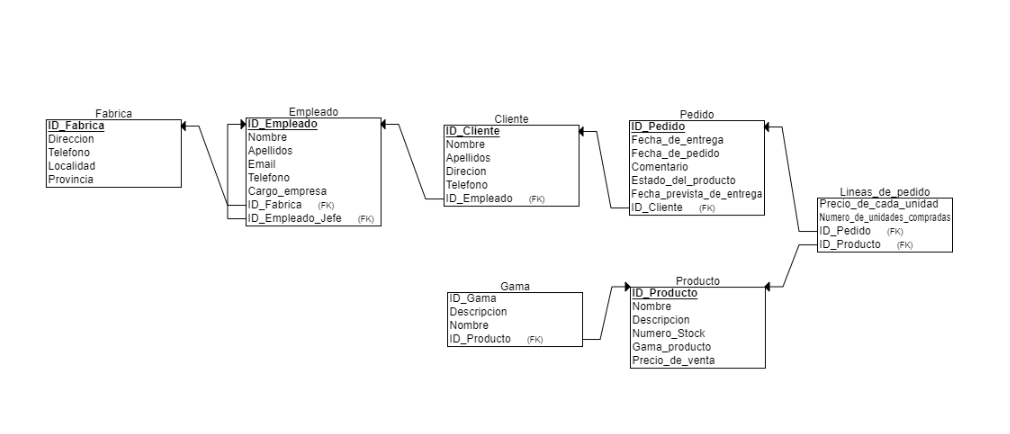 Fabrica
ID_Fabrica
Direccion
Telefono
Localidad
Provincia
Empleado
ID_Empleado
Nombre
Apellidos
Email
Telefono
Cargo_empresa
ID_Fabrica (FK)
ID_Empleado_Jefe (FK)
Cliente
ID_Cliente
Nombre
Apellidos
Direcion
Telefono
ID_Empleado (FK)
Pedido
ID_Pedido
Fecha_de_entrega
Fecha_de_pedido
Comentario
Estado_del_producto
Fecha_prevista_de_entrega
ID_Cliente (FK)
Lineas_de_pedido
Precio_de_cada_unidad
Numero_de_unidades_compradas
ID_Pedido (FK)
ID_Producto (FK)
Gama
ID_Gama
Descripcion
Nombre
ID_Producto (FK)
Producto
ID_Producto
Nombre
Descripcion
Numero_Stock
Gama_producto
Precio_de_venta